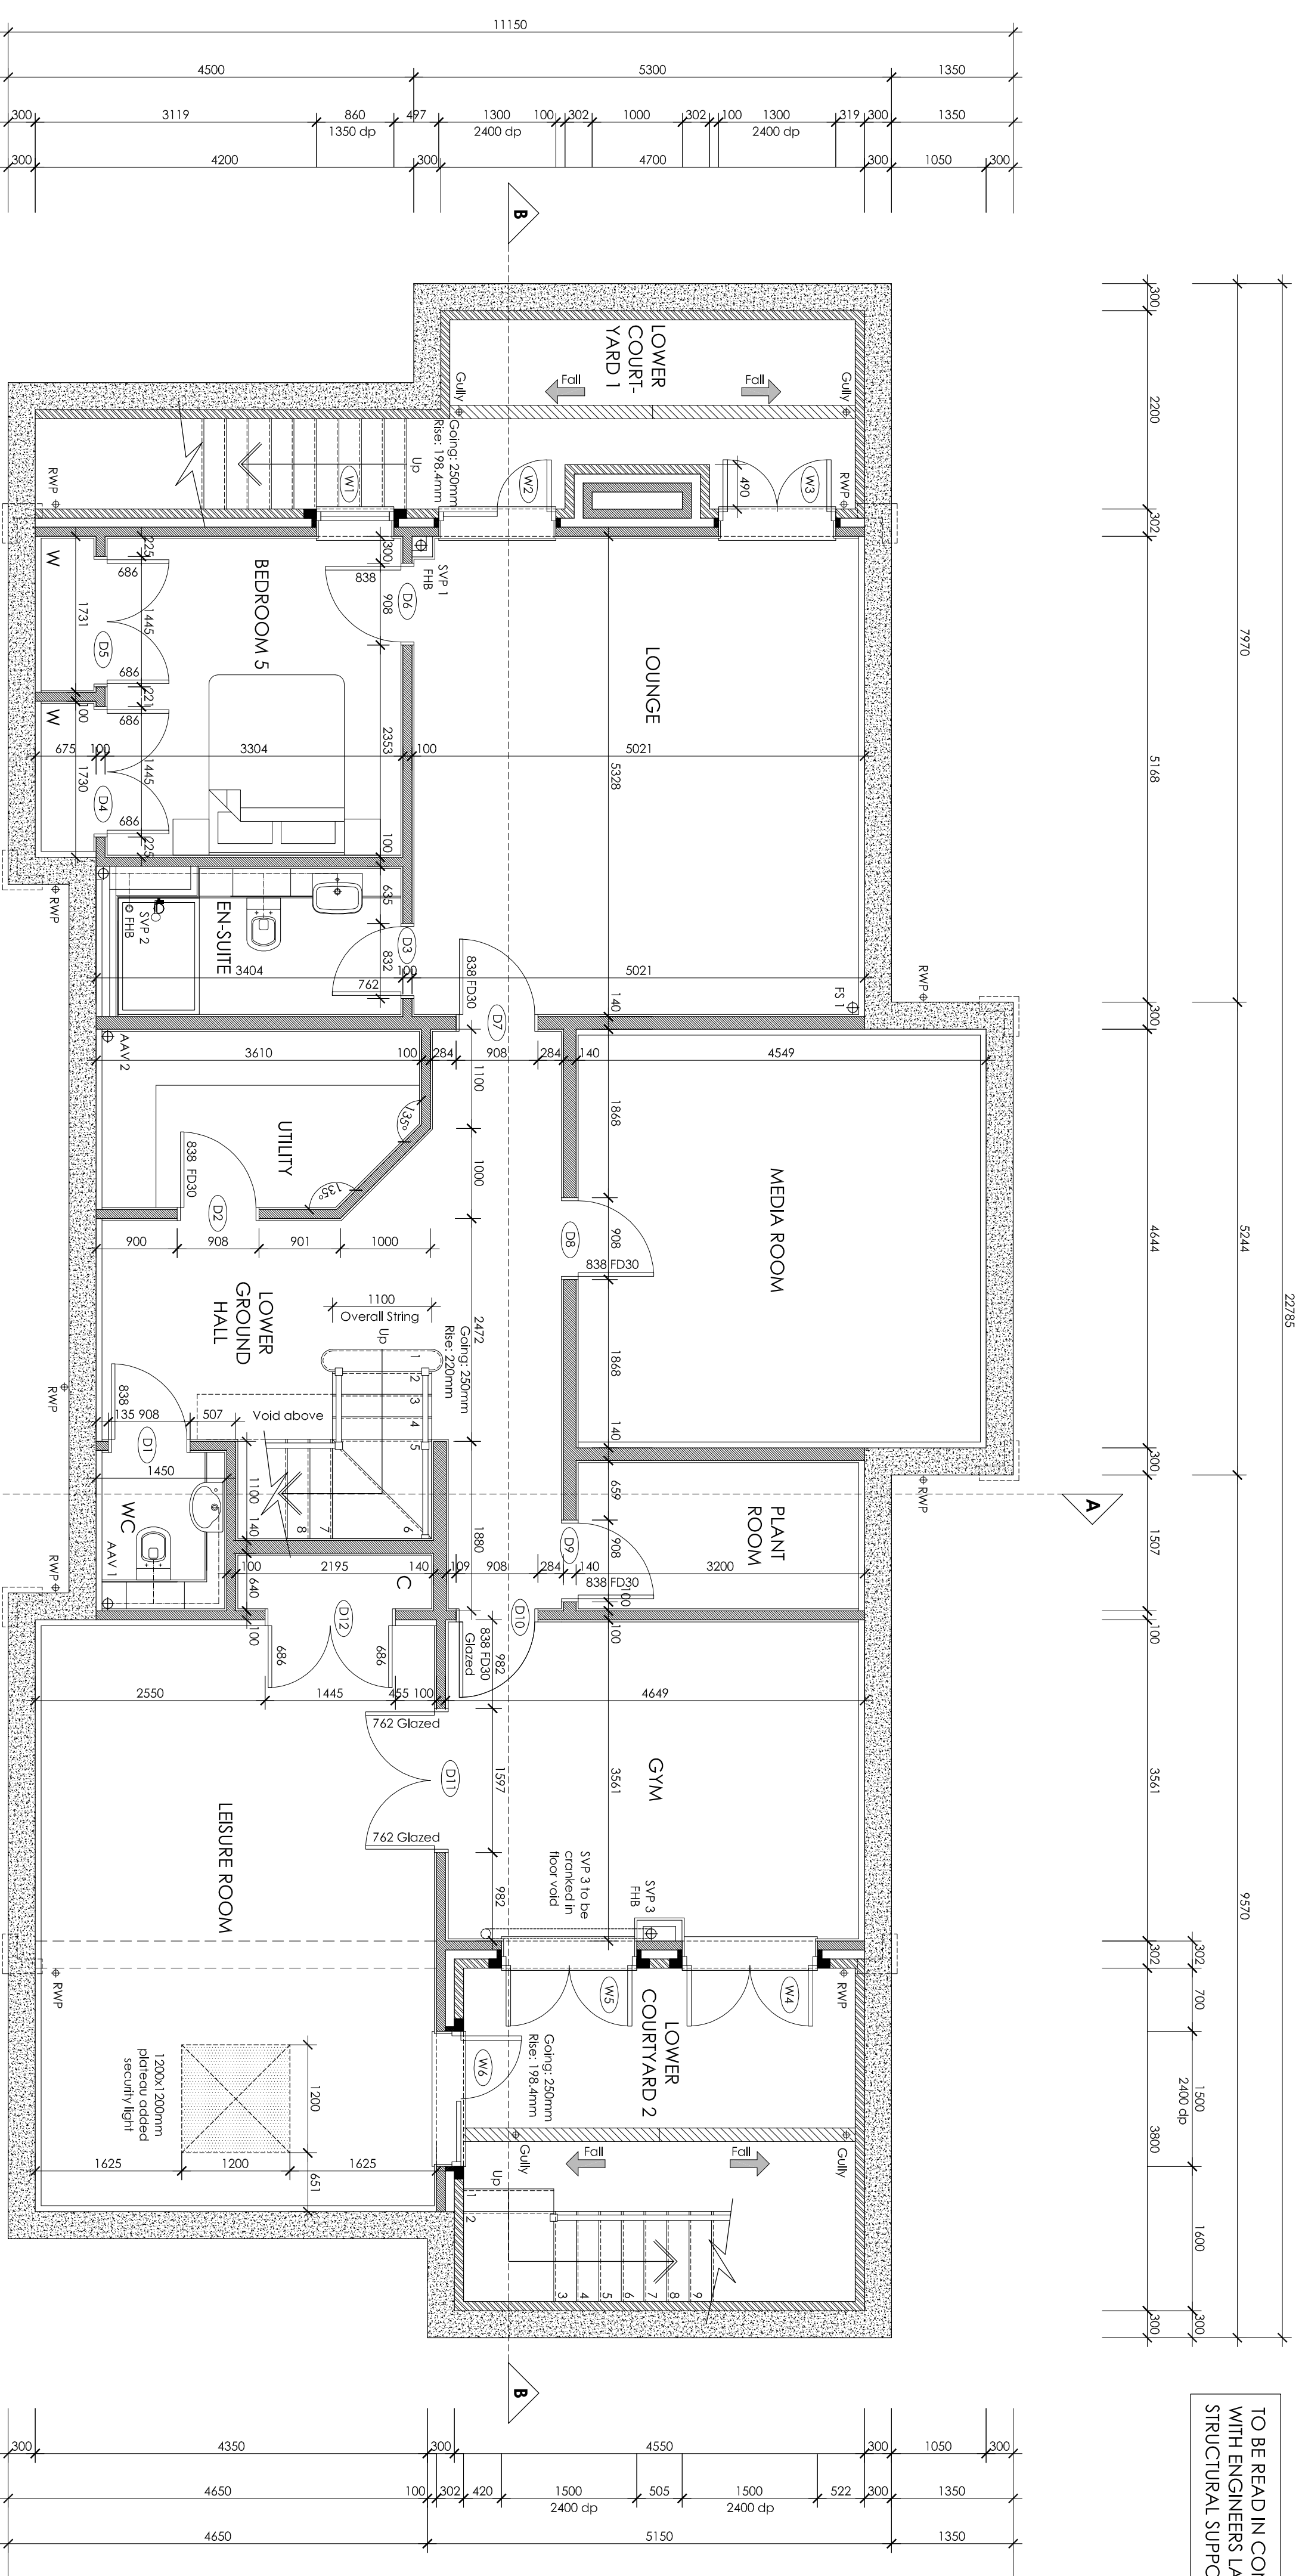 11150
4500
5300
1350
300
3119
860
1350 dp
497
1300
2400 dp
100
302
1000
302
100
1300
2400 dp
319
300
1350
300
4200
300
4700
300
1050
300
B
22785
7970
5244
9570
300
2200
302
5168
300
4644
300
1507
100
3561
302
700
1500
2400 dp
3800
1600
300
300
TO BE READ IN CON
WITH ENGINEERS LA
STRUCTURAL SUPPO
LOWER
COURT-
YARD 1
Fall
Fall
Gully
Gully
Going: 250mm
Rise: 198.4mm
Up
RWP
RWP
W1
W2
W3
490
SVP 1
FHB
300
838
908
D6
225
686
1445
686
221
686
1445
686
225
D5
D4
W
W
1731
100
1730
BEDROOM 5
675
100
3304
100
5021
2353
5328
LOUNGE
100
635
832
D3
762
EN-SUITE
SVP 2
FHB
3404
100
5021
140
FS 1
RWP
RWP
838 FD30
D7
AAV 2
3610
100
284
908
284
140
4549
1100
1000
1868
135°
135°
UTILITY
838 FD30
D2
900
908
901
1000
MEDIA ROOM
908
D8
838 FD30
1868
140
LOWER
GROUND
HALL
1100
Overall String
Up
2472
Going: 250mm
Rise: 220mm
1
2
3
4
5
6
7
8
Void above
838
135
908
507
D1
1450
1100
140
WC
AAV 1
RWP
RWP
RWP
A
PLANT
ROOM
659
908
D9
838 FD30
100
1880
100
2195
140
109
908
284
140
3200
640
100
C
D12
686
686
D10
838 FD30
Glazed
982
100
2550
1445
455
100
4649
762 Glazed
D11
1597
762 Glazed
982
3561
GYM
LEISURE ROOM
SVP 3 to be
cranked in
floor void
SVP 3
FHB
RWP
RWP
W5
W4
LOWER
COURTYARD 2
Going: 250mm
Rise: 198.4mm
W6
Gully
Gully
Fall
Fall
Up
1
2
3
4
5
6
7
8
9
1200x1200mm
plateau added
security light
1200
651
1625
1200
1625
B
300
4350
300
4550
300
1050
300
4650
100
302
420
1500
2400 dp
505
1500
2400 dp
522
300
1350
4650
5150
1350